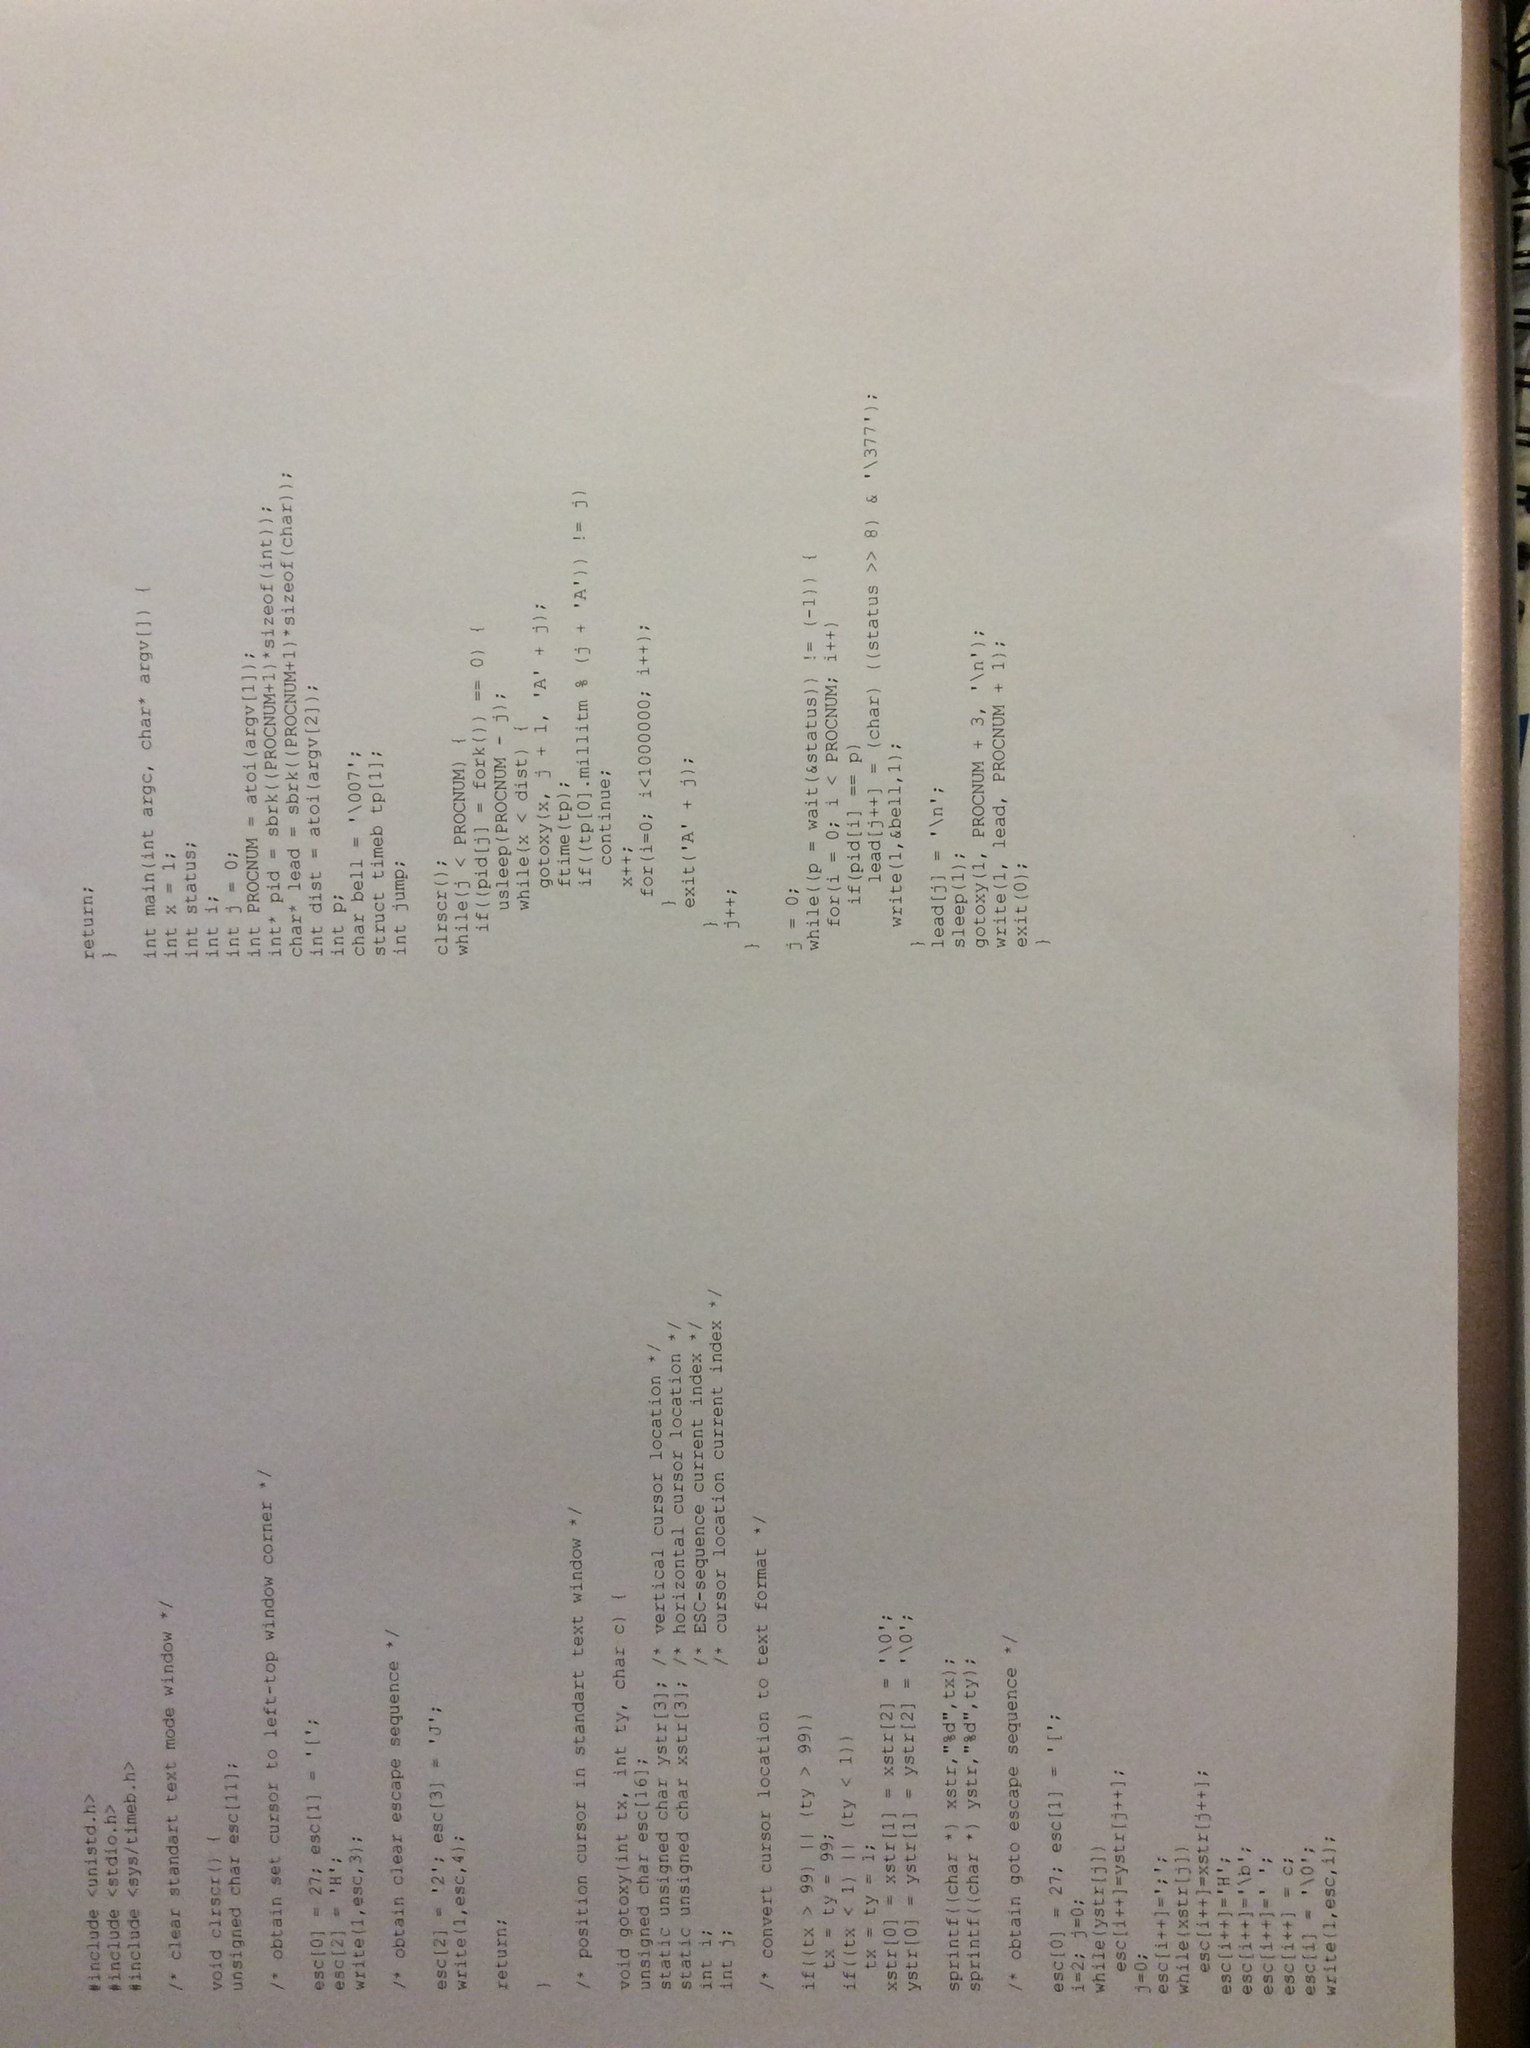 #include <unistd.h>
#include <stdio.h>
#include <sys/timeb.h>
/* clear standart text mode window */
void clrscr() {
unsigned char esc[11];
/* obtain set cursor to left-top window corner */
esc[0] = 27; esc[1] = '[';
esc[2] = 'H';
write(1,esc,3);
/* obtain clear escape sequence */
esc[2] = '2'; esc[3] = 'J';
write(1,esc,4);
return;
}
/* position cursor in standart text window */
void gotoxy(int tx, int ty, char c) {
unsigned char esc[16];
static unsigned char ystr[3]; /* vertical cursor location */
static unsigned char xstr[3]; /* horizontal cursor location */
int i; /* ESC-sequence current index */
int j; /* cursor location current index */
/* convert cursor location to text format */
if((tx > 99) || (ty > 99))
tx = ty = 99;
if((tx < 1) || (ty < 1))
tx = ty = 1;
xstr[0] = xstr[1] = xstr[2] = '\0';
ystr[0] = ystr[1] = ystr[2] = '\0';
sprintf((char *) xstr,"%d",tx);
sprintf((char *) ystr,"%d",ty);
/* obtain goto escape sequence */
esc[0] = 27; esc[1] = '[';
i=2; j=0;
while(ystr[j])
esc[i++]=ystr[j++];
j=0;
esc[i++]=';';
while(xstr[j])
esc[i++]=xstr[j++];
esc[i++]='H';
esc[i++]='\b';
esc[i++]=' ';
esc[i++] = c;
esc[i] = '\0';
write(1,esc,i);
return;
}
int main(int argc, char* argv[]) {
int x = 1;
int status;
int i;
int j = 0;
int PROCNUM = atoi(argv[1]);
int* pid = sbrk((PROCNUM+1)*sizeof(int));
char* lead = sbrk((PROCNUM+1)*sizeof(char));
int dist = atoi(argv[2]);
int p;
char bell = '\007';
struct timeb tp[1];
int jump;
clrscr();
while(j < PROCNUM) {
if((pid[j] = fork()) == 0) {
usleep(PROCNUM - j);
while(x < dist) {
gotoxy(x, j + 1, 'A' + j);
ftime(tp);
if((tp[0].millitm % (j + 'A')) != j)
continue;
x++;
for(i=0; i<1000000; i++);
}
exit('A' + j);
}
j++;
}
j = 0;
while((p = wait(&status)) != (-1)) {
for(i = 0; i < PROCNUM; i++)
if(pid[i] == p)
lead[j++] = (char) ((status >> 8) & '\377');
write(1,&bell,1);
}
lead[j] = '\n';
sleep(1);
gotoxy(1, PROCNUM + 3, '\n');
write(1, lead, PROCNUM + 1);
exit(0);
}